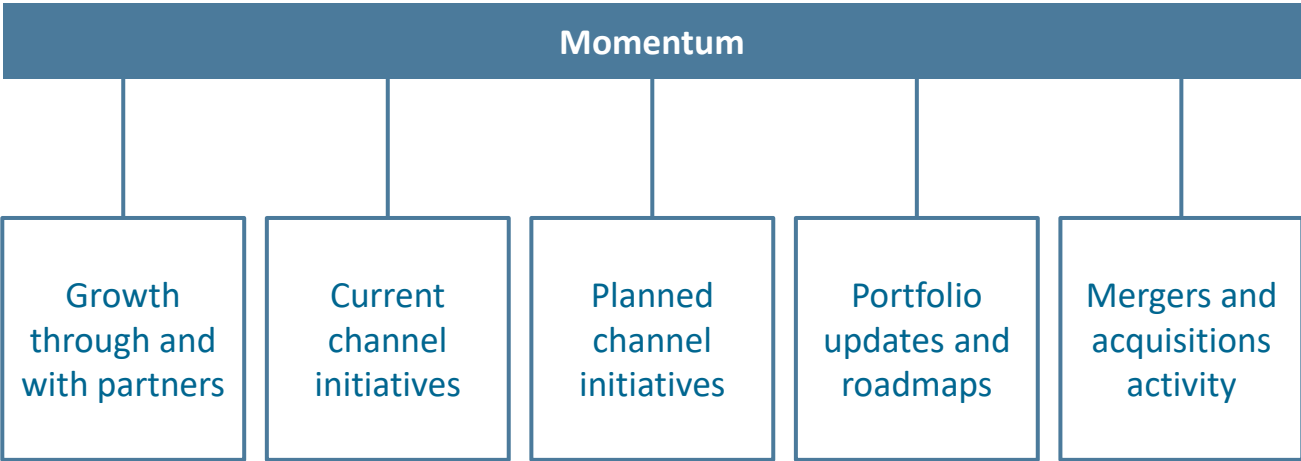 Momentum
Growth
through and
with partners
Current
channel
initiatives
Planned
channel
initiatives
Portfolio
updates and
roadmaps
Mergers and
acquisitions
activity